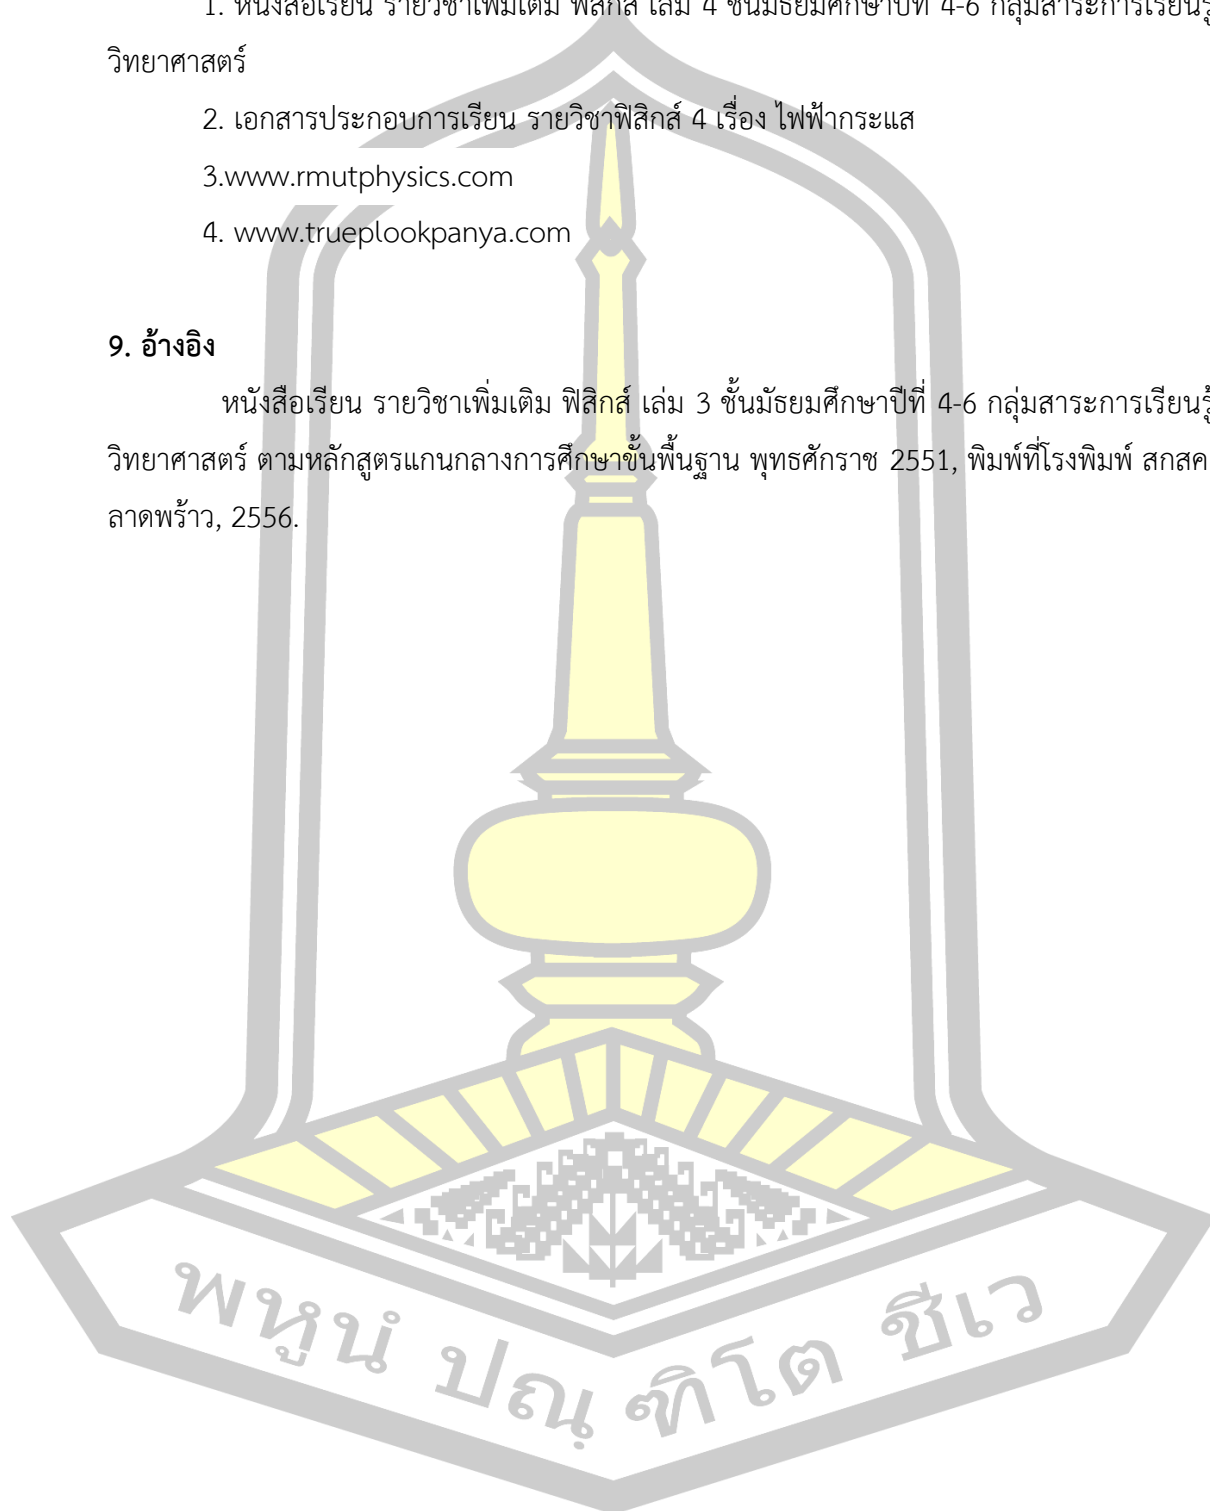 1. หนังสือเรียน รายวิชาเพิ่มเติม ฟิสิกส์ เล่ม 4 ชั้นมัธยมศึกษาปีที่ 4-6 กลุ่มสาระการเรียนรู้
วิทยาศาสตร์
2. เอกสารประกอบการเรียน รายวิชาฟิสิกส์ 4 เรื่อง ไฟฟ้ากระแส
3.www.rmutphysics.com
4. www.trueplookpanya.com
9. อ้างอิง
หนังสือเรียน รายวิชาเพิ่มเติม ฟิสิกส์ เล่ม 3 ชั้นมัธยมศึกษาปีที่ 4-6 กลุ่มสาระการเรียนรู้
วิทยาศาสตร์ ตามหลักสูตรแกนกลางการศึกษาขั้นพื้นฐาน พุทธศักราช 2551, พิมพ์ที่โรงพิมพ์ สกสค
ลาดพร้าว, 2556.
พหูนํ ปณฺฑิโต ชีเว